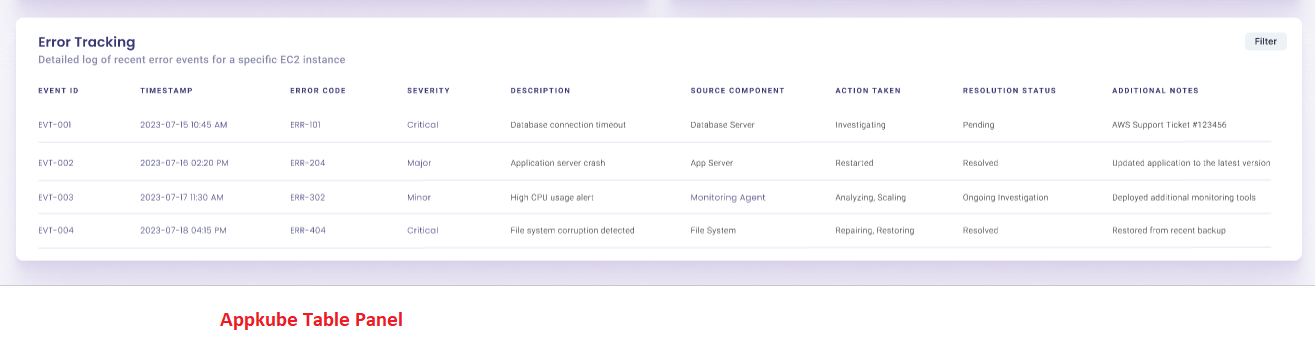 Error Tracking
Filter
Detailed log of recent error events for a specific EC2 instance
EVENT ID TIMESTAMP ERROR CODE SEVERITY DESCRIPTION SOURCE COMPONENT ACTION TAKEN RESOLUTION STATUS ADDITIONAL NOTES
EVT-001 2023-07-15 10:45 AM ERR-101 Critical Database connection timeout Database Server Investigating Pending AWS Support Ticket #123456
EVT-002 2023-07-16 02:20 PM ERR-204 Major Application server crash App Server Restarted Resolved Updated application to the latest version
EVT-003 2023-07-17 11:30 AM ERR-302 Minor High CPU usage alert Monitoring Agent Analyzing, Scaling Ongoing Investigation Deployed additional monitoring tools
EVT-004 2023-07-18 04:15 PM ERR-404 Critical File system corruption detected File System Repairing, Restoring Resolved Restored from recent backup
Appkube Table Panel